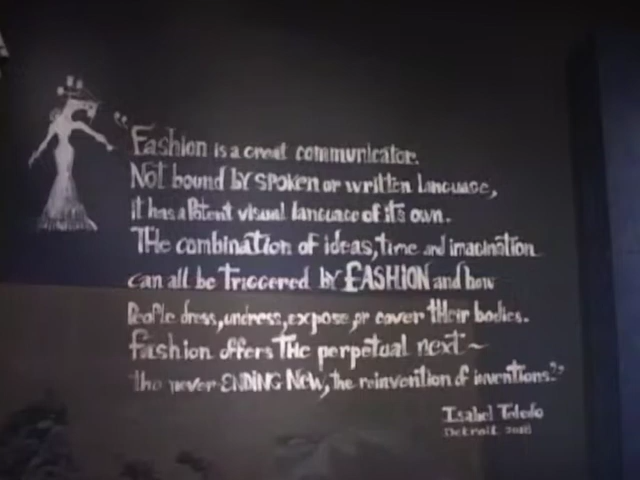 "Fashion is a great communicator.
Not bound by spoken or written language,
it has a Potent visual language of its own.
THe combination of ideas, time and imagination
can all be triggered by FASHION and how
People dress, undress, expose, or cover tHeir bodies.
Fashion offers THe perpetual next~
the never ENDING New, the reinvention of inventions."
Isabel Toledo
Detroit 2018